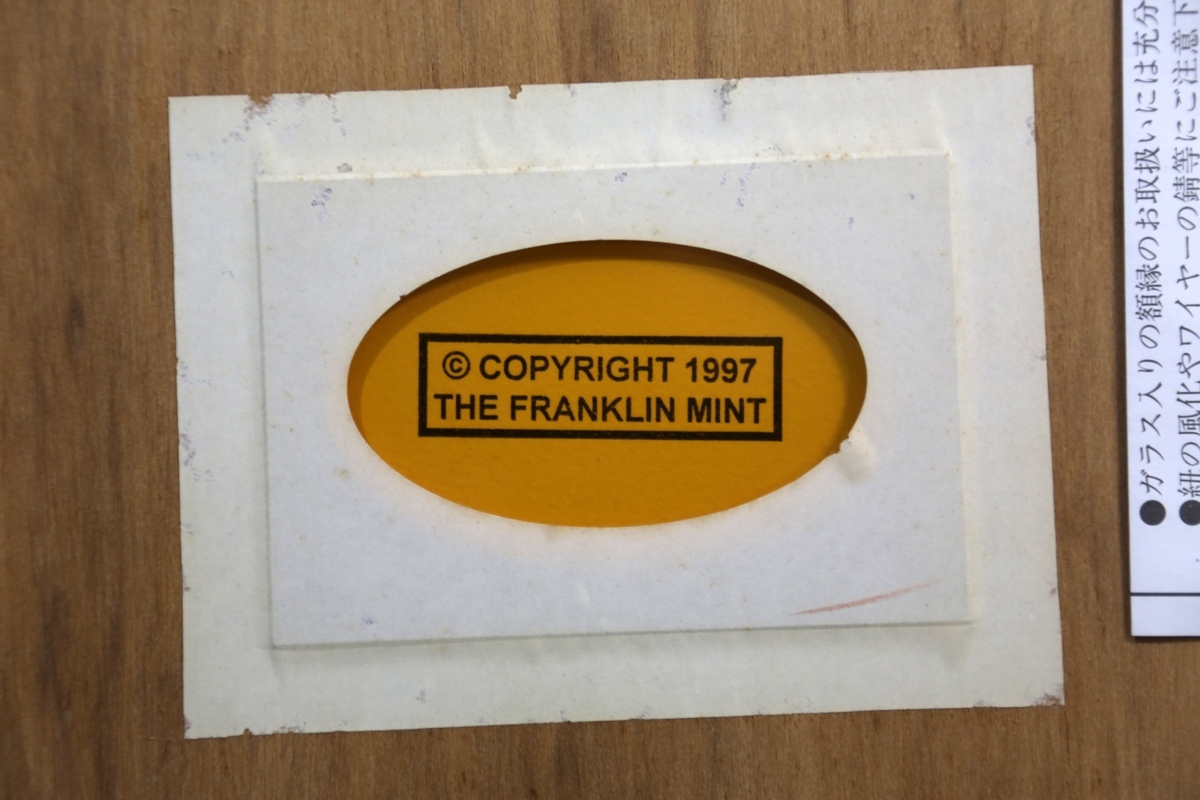 © COPYRIGHT 1997
THE FRANKLIN MINT
●ガラス入りの額縁のお取扱いには充分
●紐の風化やワイヤーの錆等にご注意下